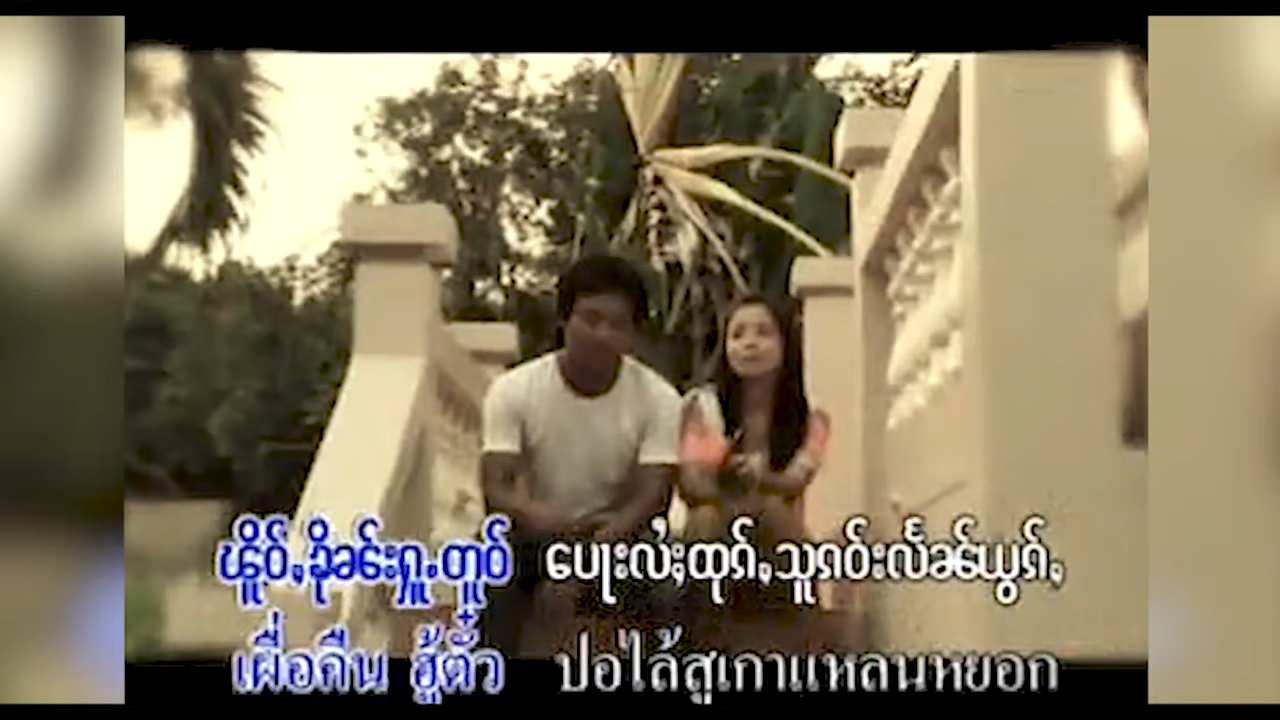 ၽိူဝ်ႇၶိုၼ်းႁူႉတူဝ် ပေႃးလႆႈထုၵ်ႇသူၵဝ်းလႅၼ်ယွၵ်ႇ
เผื่อคืน ฮู้ตั๋ว ปอไล้สูเกาแหลนหยอก